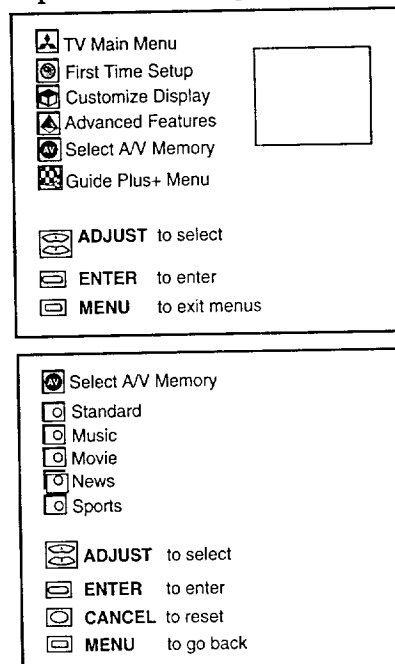 TV Main Menu
First Time Setup
Customize Display
Advanced Features
AV Select A/V Memory
Guide Plus+ Menu
ADJUST to select
ENTER to enter
MENU to exit menus
AV Select A/V Memory
Standard
Music
Movie
News
Sports
ADJUST to select
ENTER to enter
CANCEL to reset
MENU to go back